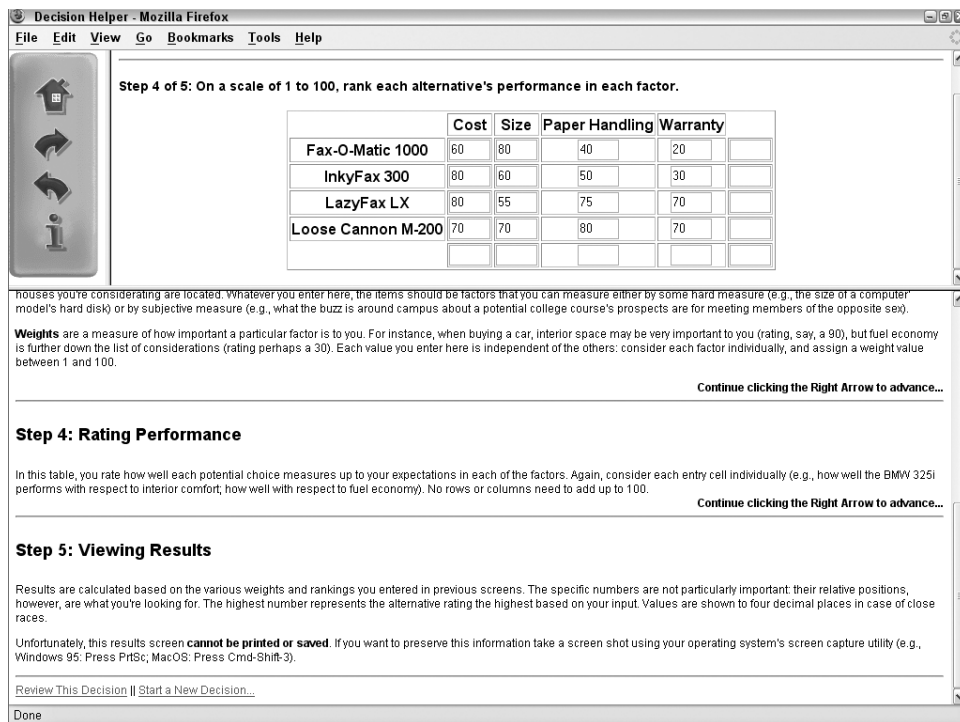 Decision Helper - Mozilla Firefox
File Edit View Go Bookmarks Tools Help
Step 4 of 5: On a scale of 1 to 100, rank each alternative's performance in each factor.
Cost Size Paper Handling Warranty
Fax-O-Matic 1000 60 80 40 20
InkyFax 300 80 60 50 30
LazyFax LX 80 55 75 70
Loose Cannon M-200 70 70 80 70
houses you're considering are located. Whatever you enter here, the items should be factors that you can measure either by some hard measure (e.g., the size of a computer'
model's hard disk) or by subjective measure (e.g., what the buzz is around campus about a potential college course's prospects are for meeting members of the opposite sex).
Weights are a measure of how important a particular factor is to you. For instance, when buying a car, interior space may be very important to you (rating, say, a 90), but fuel economy
is further down the list of considerations (rating perhaps a 30). Each value you enter here is independent of the others: consider each factor individually, and assign a weight value
between 1 and 100.
Continue clicking the Right Arrow to advance...
Step 4: Rating Performance
In this table, you rate how well each potential choice measures up to your expectations in each of the factors. Again, consider each entry cell individually (e.g., how well the BMW 325i
performs with respect to interior comfort; how well with respect to fuel economy). No rows or columns need to add up to 100.
Continue clicking the Right Arrow to advance...
Step 5: Viewing Results
Results are calculated based on the various weights and rankings you entered in previous screens. The specific numbers are not particularly important: their relative positions,
however, are what you're looking for. The highest number represents the alternative rating the highest based on your input. Values are shown to four decimal places in case of close
races.
Unfortunately, this results screen cannot be printed or saved. If you want to preserve this information take a screen shot using your operating system's screen capture utility (e.g.,
Windows 95: Press PrtSc; MacOS: Press Cmd-Shift-3).
Review This Decision || Start a New Decision...
Done